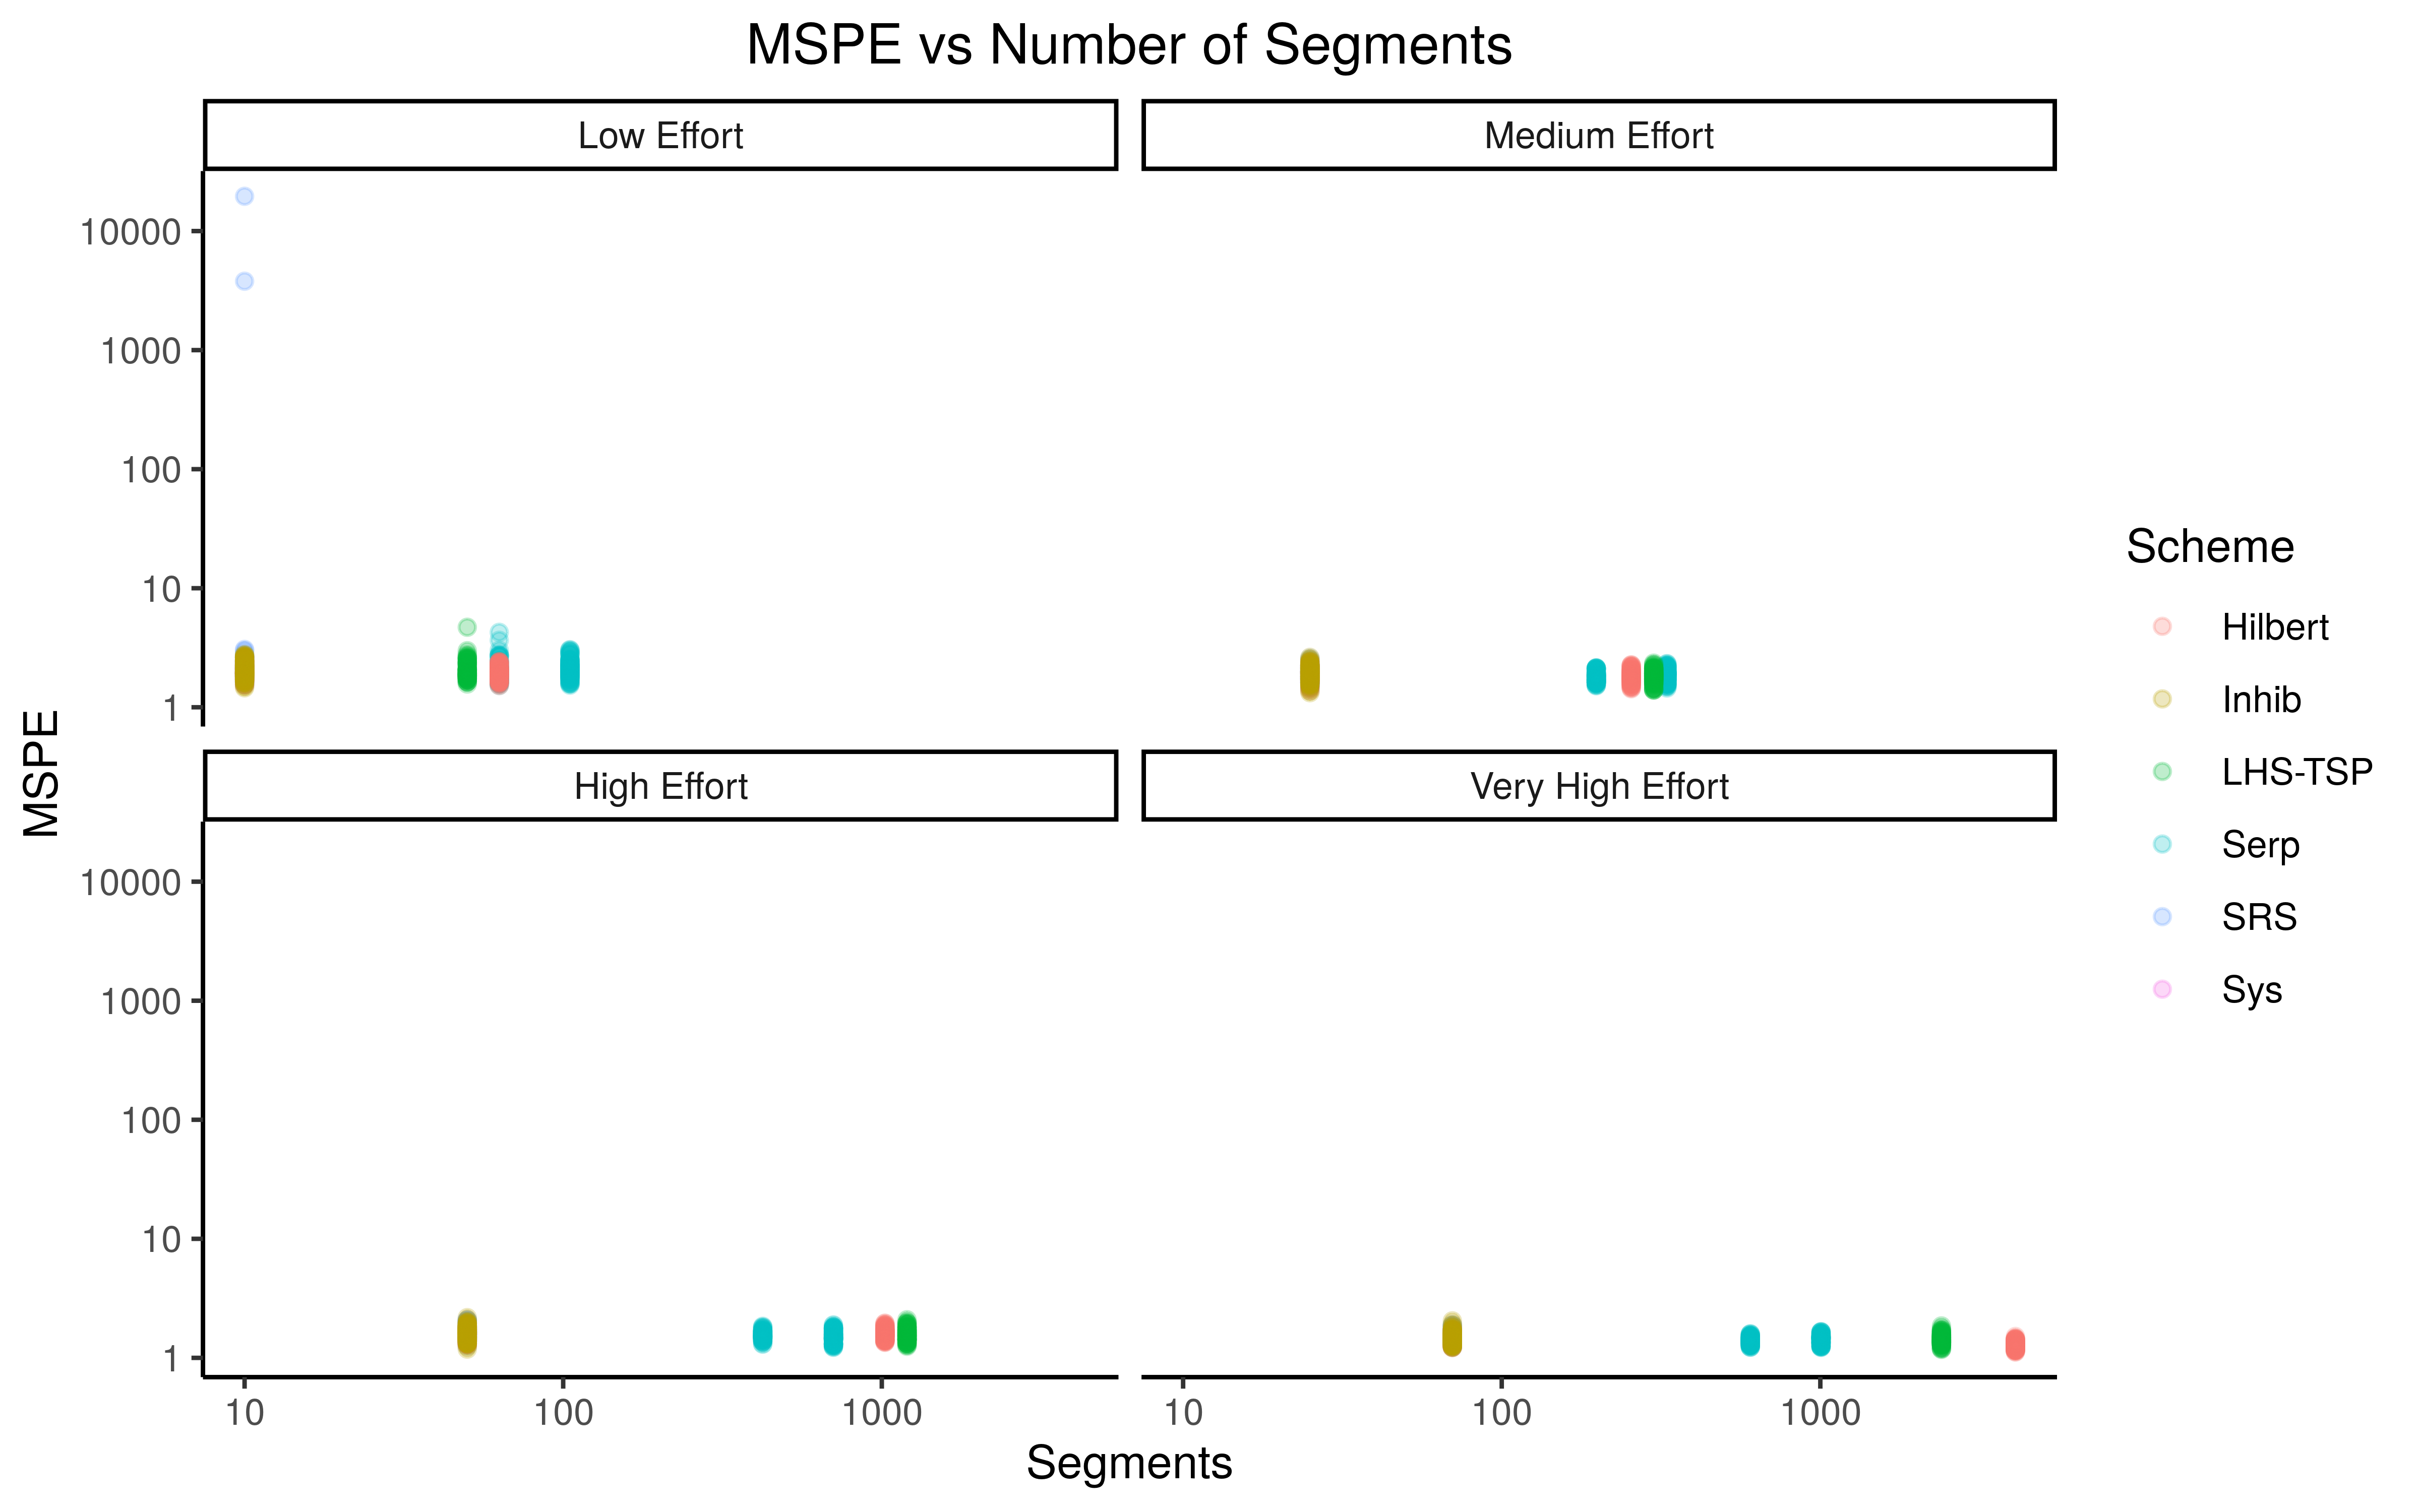 MSPE vs Number of Segments
Low Effort
Medium Effort
10000
1000
100
10
1
High Effort
Very High Effort
10000
1000
100
10
1
10
100
1000
10
100
1000
Segments
MSPE
Scheme
Hilbert
Inhib
LHS-TSP
Serp
SRS
Sys